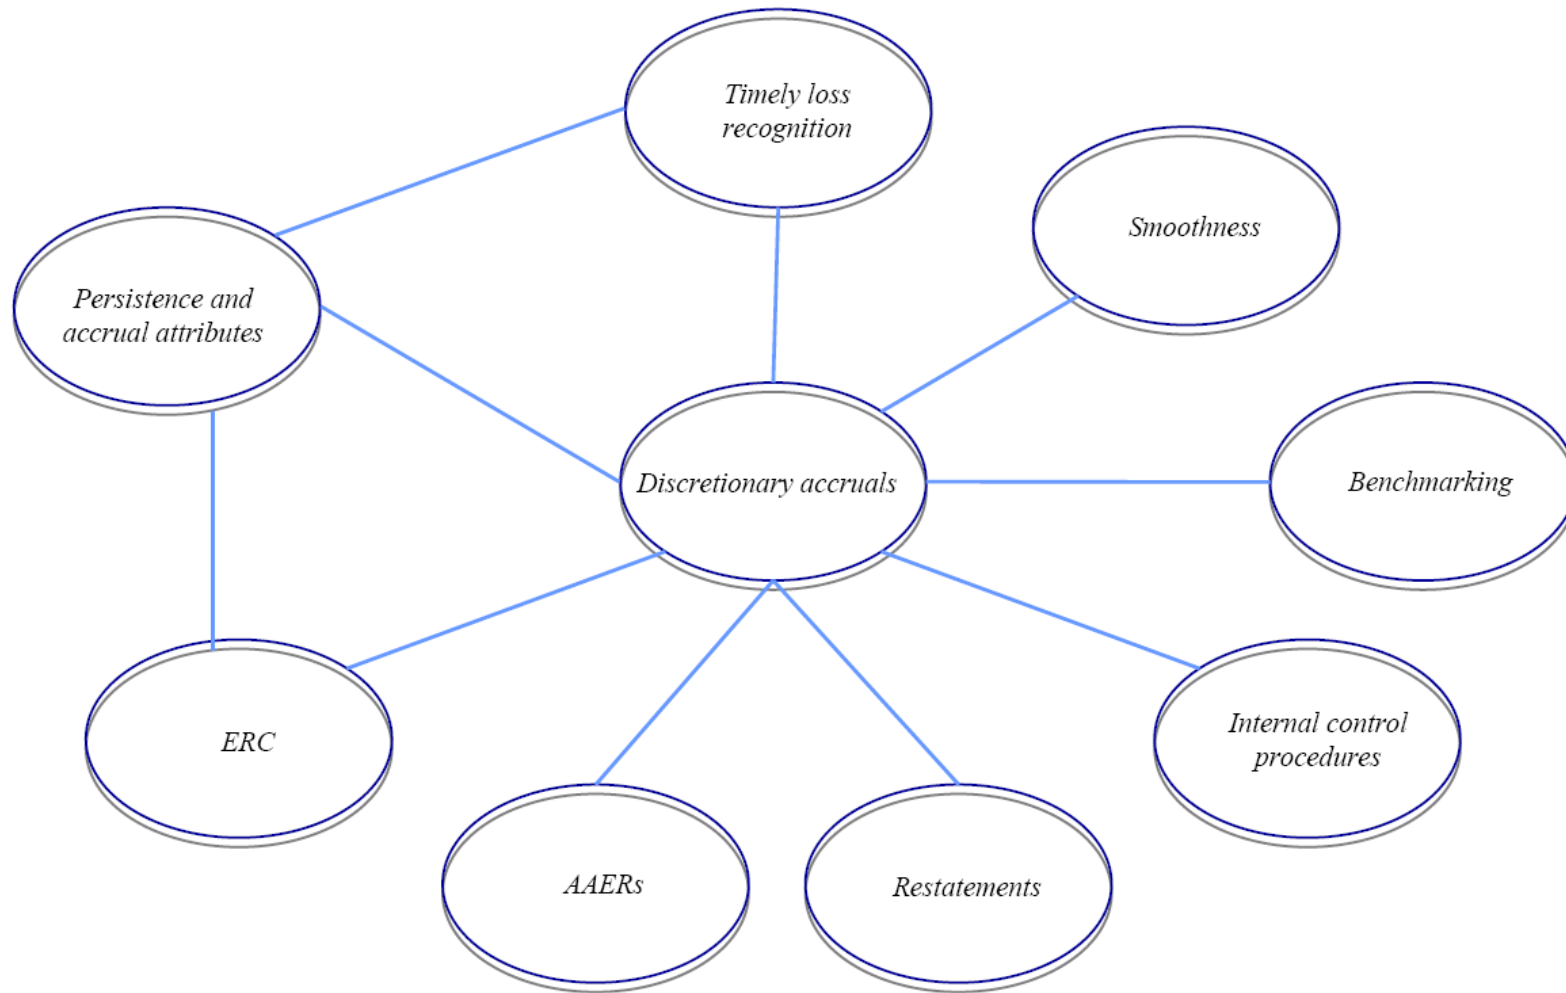 Timely loss
recognition
Smoothness
Persistence and
accrual attributes
Discretionary accruals
Benchmarking
ERC
Internal control
procedures
AAERs
Restatements